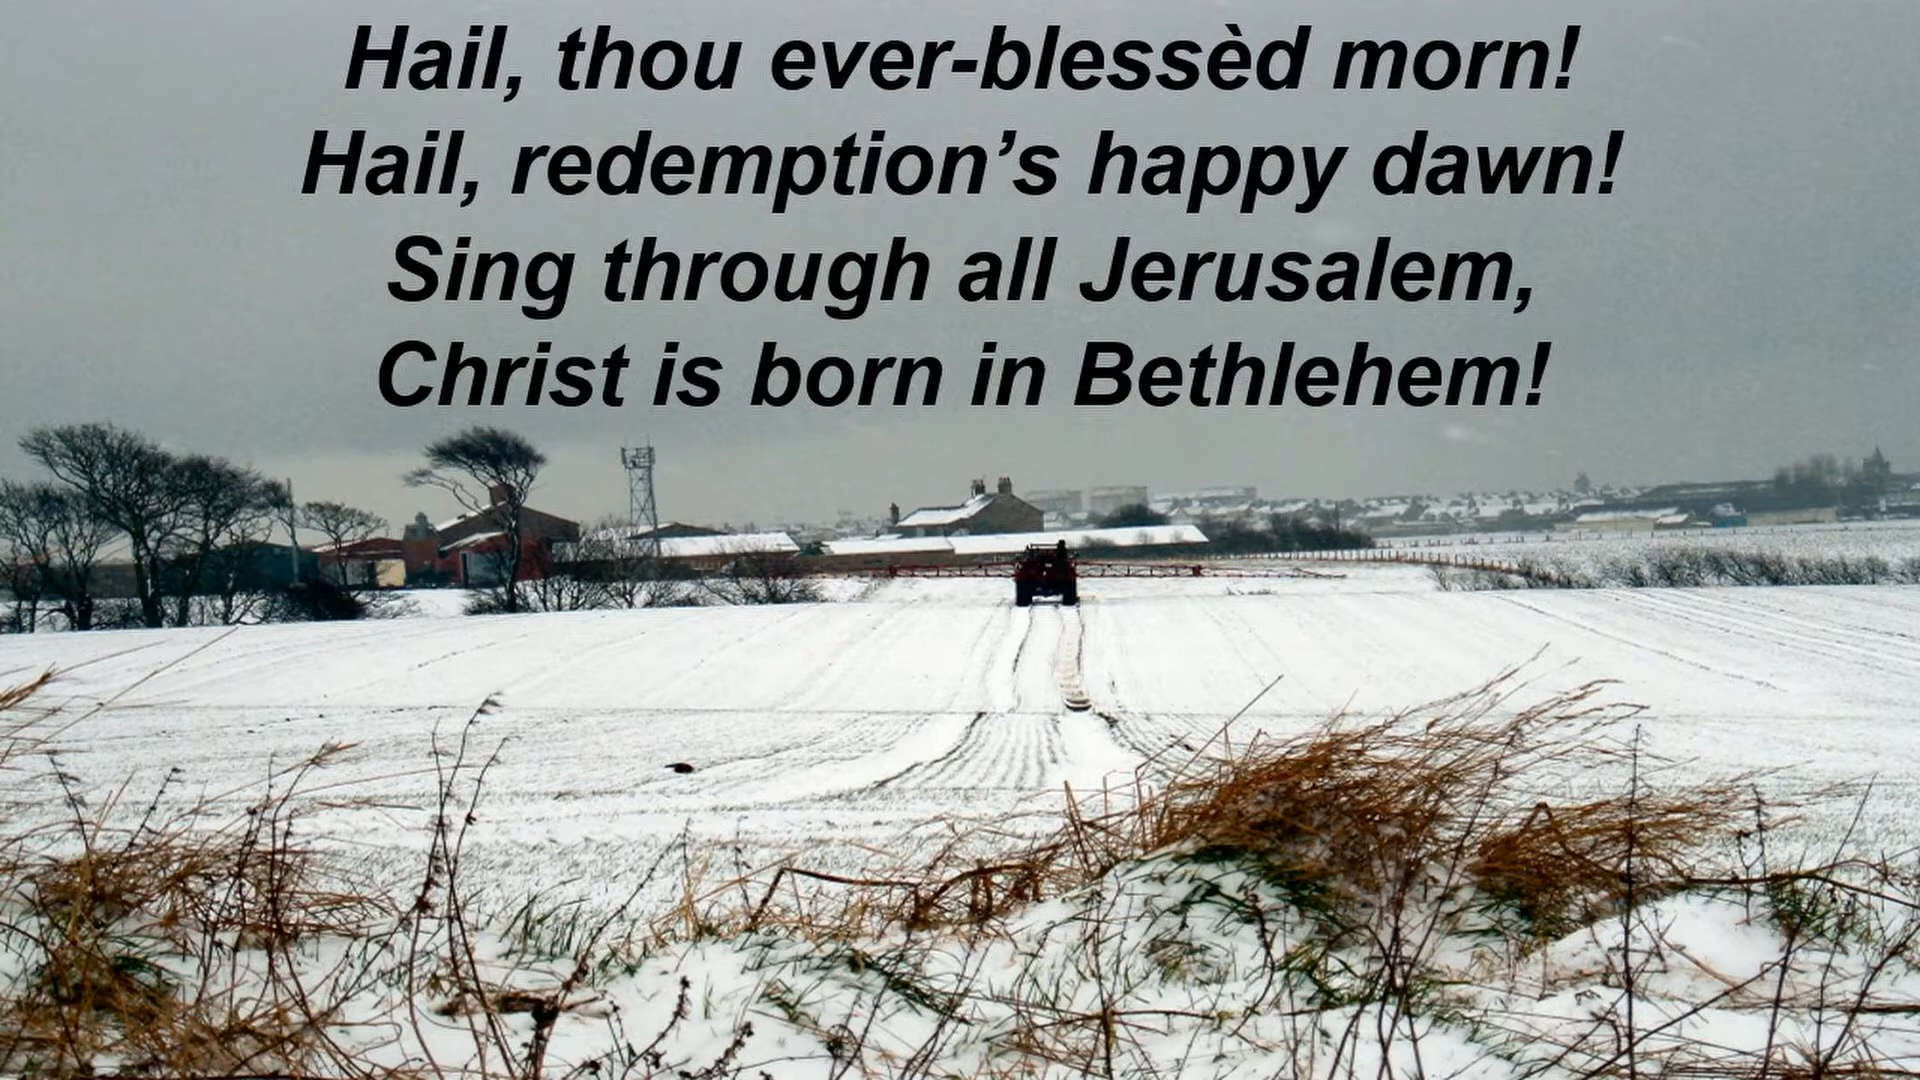 Hail, thou ever-blessèd morn!
Hail, redemption’s happy dawn!
Sing through all Jerusalem,
Christ is born in Bethlehem!